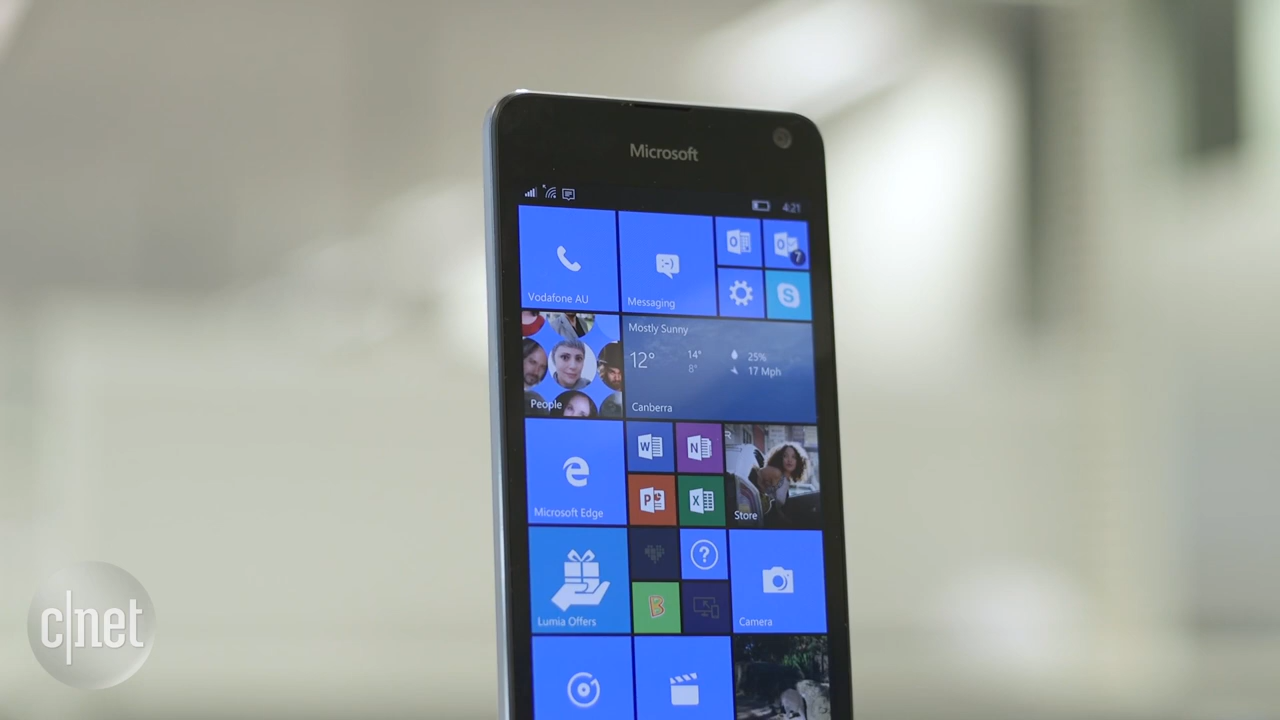 Microsoft
4:21
Vodafone AU
Messaging
7
People
Mostly Sunny
12°
14°
8°
25%
17 Mph
Canberra
Microsoft Edge
Store
Lumia Offers
Camera
c|net